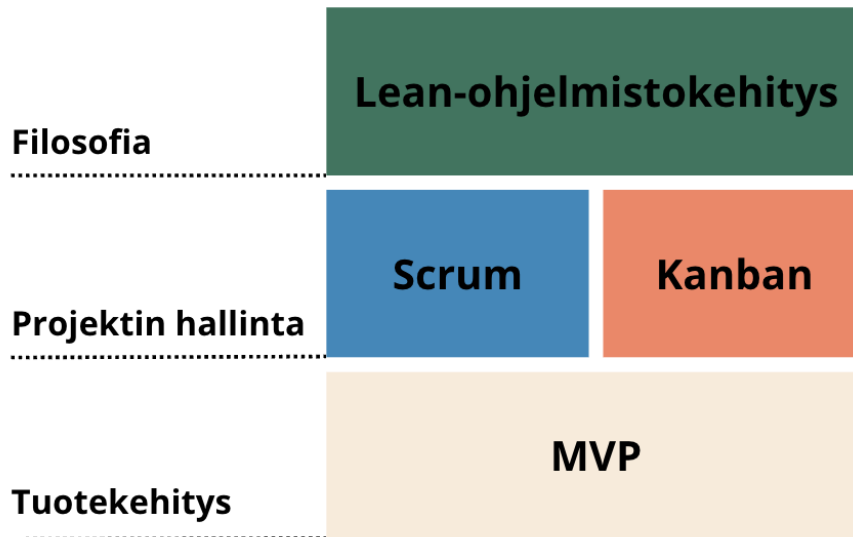 Lean-ohjelmistokehitys
Filosofia
Scrum
Kanban
Projektin hallinta
MVP
Tuotekehitys